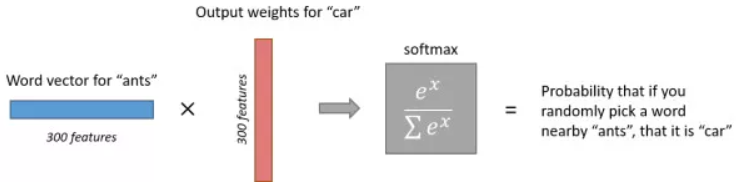 Output weights for “car”
softmax
Word vector for “ants”
300 features
×
300 features
e^x
∑ e^x
=
Probability that if you
randomly pick a word
nearby “ants”, that it is “car”